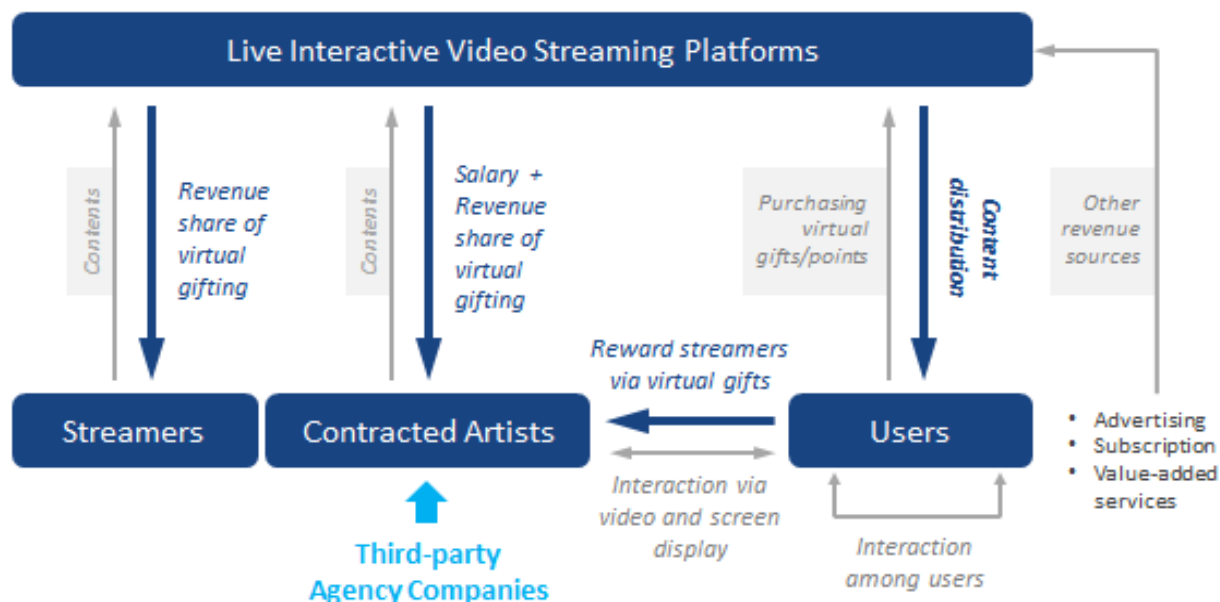 Live Interactive Video Streaming Platforms
Contents
Revenue
share of
virtual
gifting
Contents
Salary +
Revenue
share of
virtual
gifting
Purchasing
virtual
gifts/points
Content
distribution
Other
revenue
sources
Reward streamers
via virtual gifts
Streamers
Contracted Artists
Users
• Advertising
• Subscription
• Value-added
services
Interaction via
video and screen
display
Interaction
among users
Third-party
Agency Companies